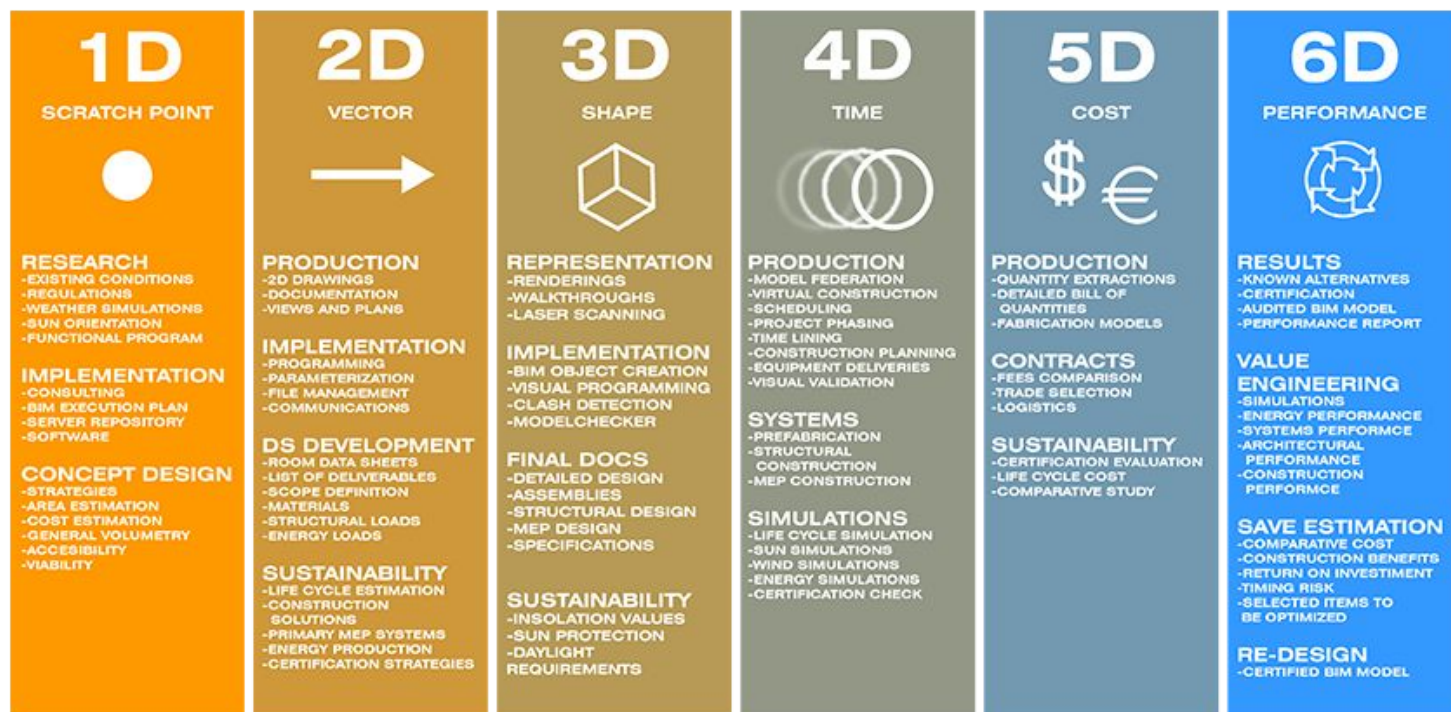 1D
SCRATCH POINT
RESEARCH
-EXISTING CONDITIONS
-REGULATIONS
-WEATHER SIMULATIONS
-SUN ORIENTATION
-FUNCTIONAL PROGRAM
IMPLEMENTATION
-CONSULTING
-BIM EXECUTION PLAN
-SERVER REPOSITORY
-SOFTWARE
CONCEPT DESIGN
-STRATEGIES
-AREA ESTIMATION
-COST ESTIMATION
-GENERAL VOLUMETRY
-ACCESIBILITY
-VIABILITY
2D
VECTOR
PRODUCTION
-2D DRAWINGS
-DOCUMENTATION
-VIEWS AND PLANS
IMPLEMENTATION
-PROGRAMMING
-PARAMETERIZATION
-FILE MANAGEMENT
-COMMUNICATIONS
DS DEVELOPMENT
-ROOM DATA SHEETS
-LIST OF DELIVERABLES
-SCOPE DEFINITION
-MATERIALS
-STRUCTURAL LOADS
-ENERGY LOADS
SUSTAINABILITY
-LIFE CYCLE ESTIMATION
-CONSTRUCTION
SOLUTIONS
-PRIMARY MEP SYSTEMS
-ENERGY PRODUCTION
-CERTIFICATION STRATEGIES
3D
SHAPE
REPRESENTATION
-RENDERINGS
-WALKTHROUGHS
-LASER SCANNING
IMPLEMENTATION
-BIM OBJECT CREATION
-VISUAL PROGRAMMING
-CLASH DETECTION
-MODELCHECKER
FINAL DOCS
-DETAILED DESIGN
-ASSEMBLIES
-STRUCTURAL DESIGN
-MEP DESIGN
-SPECIFICATIONS
SUSTAINABILITY
-INSOLATION VALUES
-SUN PROTECTION
-DAYLIGHT
REQUIREMENTS
4D
TIME
PRODUCTION
-MODEL FEDERATION
-VIRTUAL CONSTRUCTION
-SCHEDULING
-PROJECT PHASING
-TIME LINING
-CONSTRUCTION PLANNING
-EQUIPMENT DELIVERIES
-VISUAL VALIDATION
SYSTEMS
-PREFABRICATION
-STRUCTURAL
CONSTRUCTION
-MEP CONSTRUCTION
SIMULATIONS
-LIFE CYCLE SIMULATION
-SUN SIMULATIONS
-WIND SIMULATIONS
-ENERGY SIMULATIONS
-CERTIFICATION CHECK
5D
COST
$ €
PRODUCTION
-QUANTITY EXTRACTIONS
-DETAILED BILL OF
QUANTITIES
-FABRICATION MODELS
CONTRACTS
-FEES COMPARISON
-TRADE SELECTION
-LOGISTICS
SUSTAINABILITY
-CERTIFICATION EVALUATION
-LIFE CYCLE COST
-COMPARATIVE STUDY
6D
PERFORMANCE
RESULTS
-KNOWN ALTERNATIVES
-CERTIFICATION
-AUDITED BIM MODEL
-PERFORMANCE REPORT
VALUE
ENGINEERING
-SIMULATIONS
-ENERGY PERFORMANCE
-SYSTEMS PERFORMCE
-ARCHITECTURAL
PERFORMANCE
-CONSTRUCTION
PERFORMCE
SAVE ESTIMATION
-COMPARATIVE COST
-CONSTRUCTION BENEFITS
-RETURN ON INVESTIMENT
-TIMING RISK
-SELECTED ITEMS TO
BE OPTIMIZED
RE-DESIGN
-CERTIFIED BIM MODEL